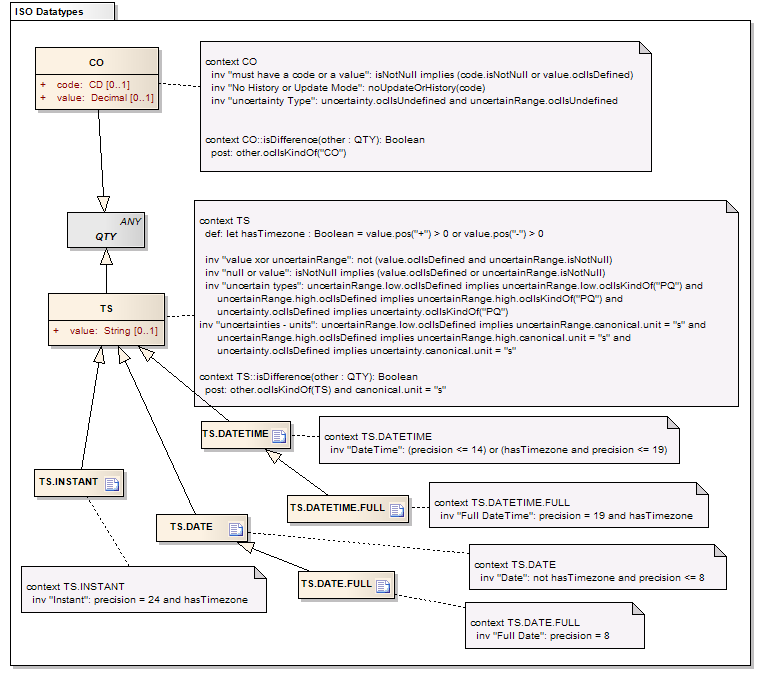 ISO Datatypes
CO
+ code: CD [0..1]
+ value: Decimal [0..1]
context CO
inv "must have a code or a value": isNotNull implies (code.isNotNull or value.oclIsDefined)
inv "No History or Update Mode": noUpdateOrHistory(code)
inv "uncertainty Type": uncertainty.oclIsUndefined and uncertainRange.oclIsUndefined
context CO::isDifference(other : QTY): Boolean
post: other.oclIsKindOf("CO")
ANY
QTY
context TS
def: let hasTimezone : Boolean = value.pos("+") > 0 or value.pos("-") > 0
inv "value xor uncertainRange": not (value.oclIsDefined and uncertainRange.isNotNull)
inv "null or value": isNotNull implies (value.oclIsDefined or uncertainRange.isNotNull)
inv "uncertain types": uncertainRange.low.oclIsDefined implies uncertainRange.low.oclIsKindOf("PQ") and
uncertainRange.high.oclIsDefined implies uncertainRange.high.oclIsKindOf("PQ") and
uncertainty.oclIsDefined implies uncertainty.oclIsKindOf("PQ")
inv "uncertainties - units": uncertainRange.low.oclIsDefined implies uncertainRange.canonical.unit = "s" and
uncertainRange.high.oclIsDefined implies uncertainRange.high.canonical.unit = "s" and
uncertainty.oclIsDefined implies uncertainty.canonical.unit = "s"
context TS::isDifference(other : QTY): Boolean
post: other.oclIsKindOf(TS) and canonical.unit = "s"
TS
+ value: String [0..1]
TS.DATETIME
context TS.DATETIME
inv "DateTime": (precision <= 14) or (hasTimezone and precision <= 19)
TS.INSTANT
TS.DATETIME.FULL
context TS.DATETIME.FULL
inv "Full DateTime": precision = 19 and hasTimezone
TS.DATE
context TS.DATE
inv "Date": not hasTimezone and precision <= 8
TS.DATE.FULL
context TS.INSTANT
inv "Instant": precision = 24 and hasTimezone
context TS.DATE.FULL
inv "Full Date": precision = 8